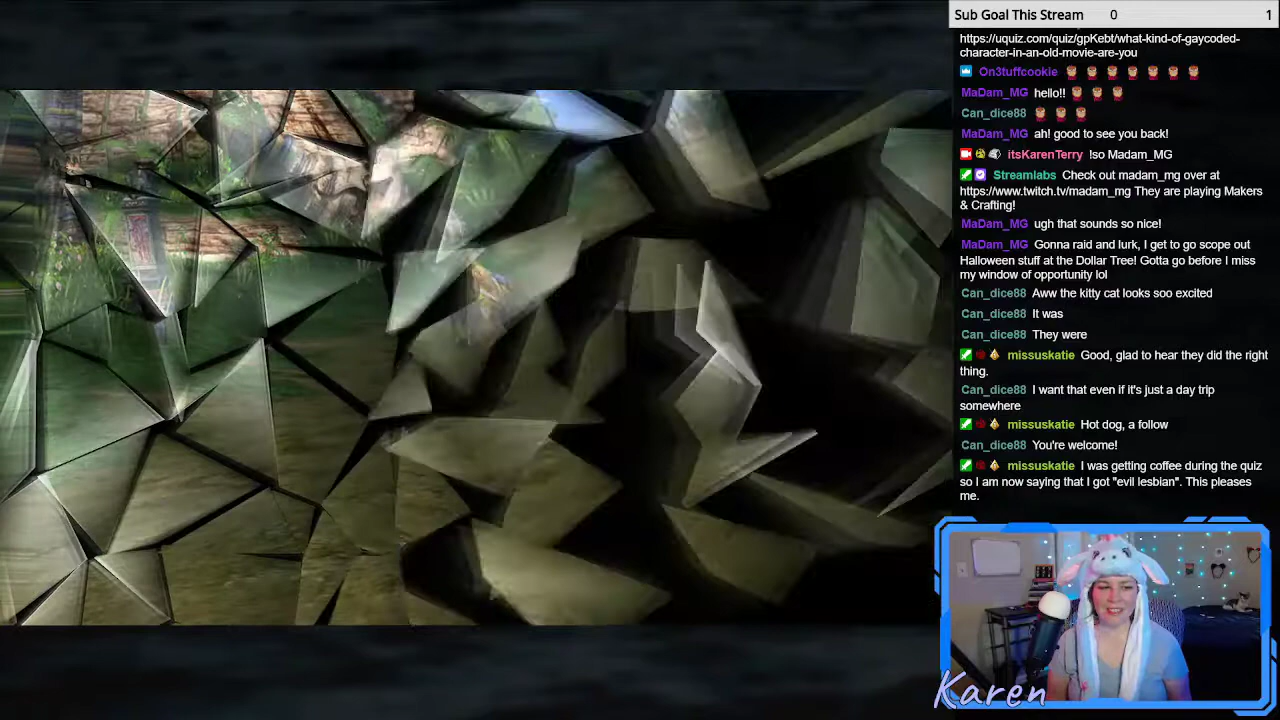 Sub Goal This Stream 0 1
https://uquiz.com/quiz/gpKebt/what-kind-of-gaycoded-
character-in-an-old-movie-are-you
On3tuffcookie
MaDam_MG hello!!
Can_dice88
MaDam_MG ah! good to see you back!
itsKarenTerry !so Madam_MG
Streamlabs Check out madam_mg over at
https://www.twitch.tv/madam_mg They are playing Makers
& Crafting!
MaDam_MG ugh that sounds so nice!
MaDam_MG Gonna raid and lurk, I get to go scope out
Halloween stuff at the Dollar Tree! Gotta go before I miss
my window of opportunity lol
Can_dice88 Aww the kitty cat looks soo excited
Can_dice88 It was
Can_dice88 They were
missuskatie Good, glad to hear they did the right
thing.
Can_dice88 I want that even if it's just a day trip
somewhere
missuskatie Hot dog, a follow
Can_dice88 You're welcome!
missuskatie I was getting coffee during the quiz
so I am now saying that I got "evil lesbian". This pleases
me.
Karen